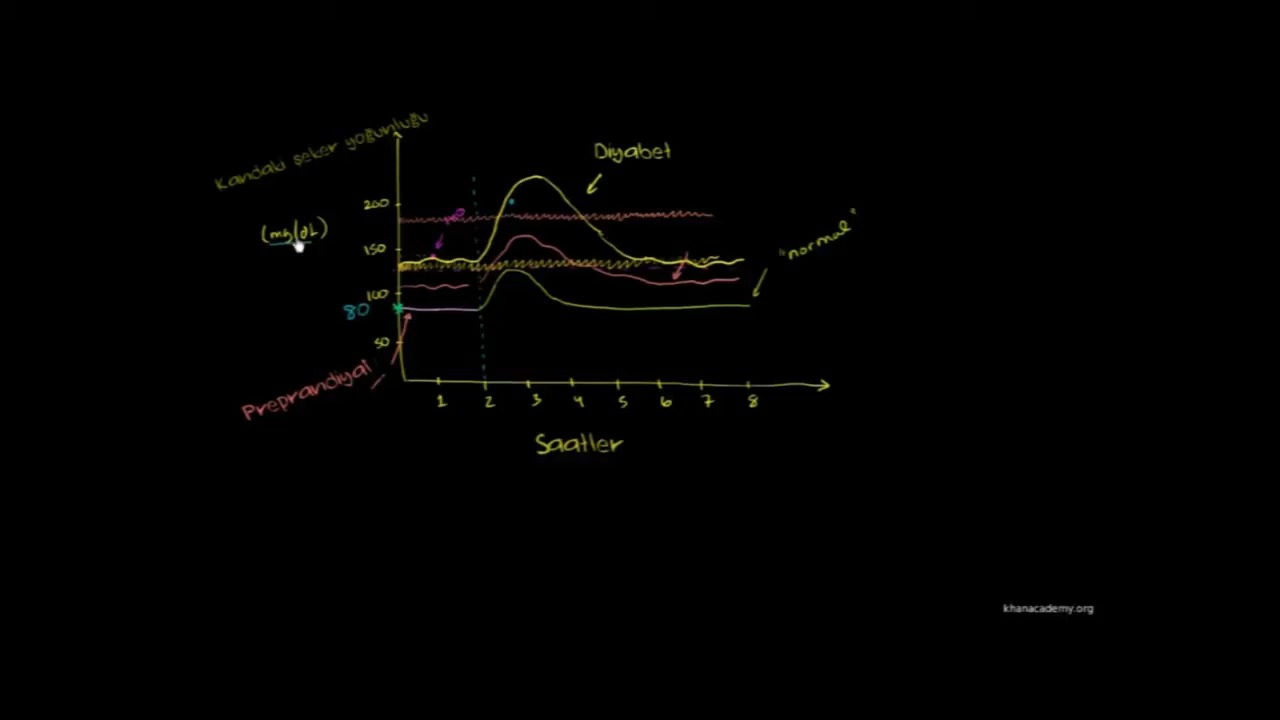 Kandaki şeker yoğunluğu
Diyabet
200
(mg/dL)
"normal"
150
100
80
50
Preprandiyal
1 2 3 4 5 6 7 8
Saatler
khanacademy.org